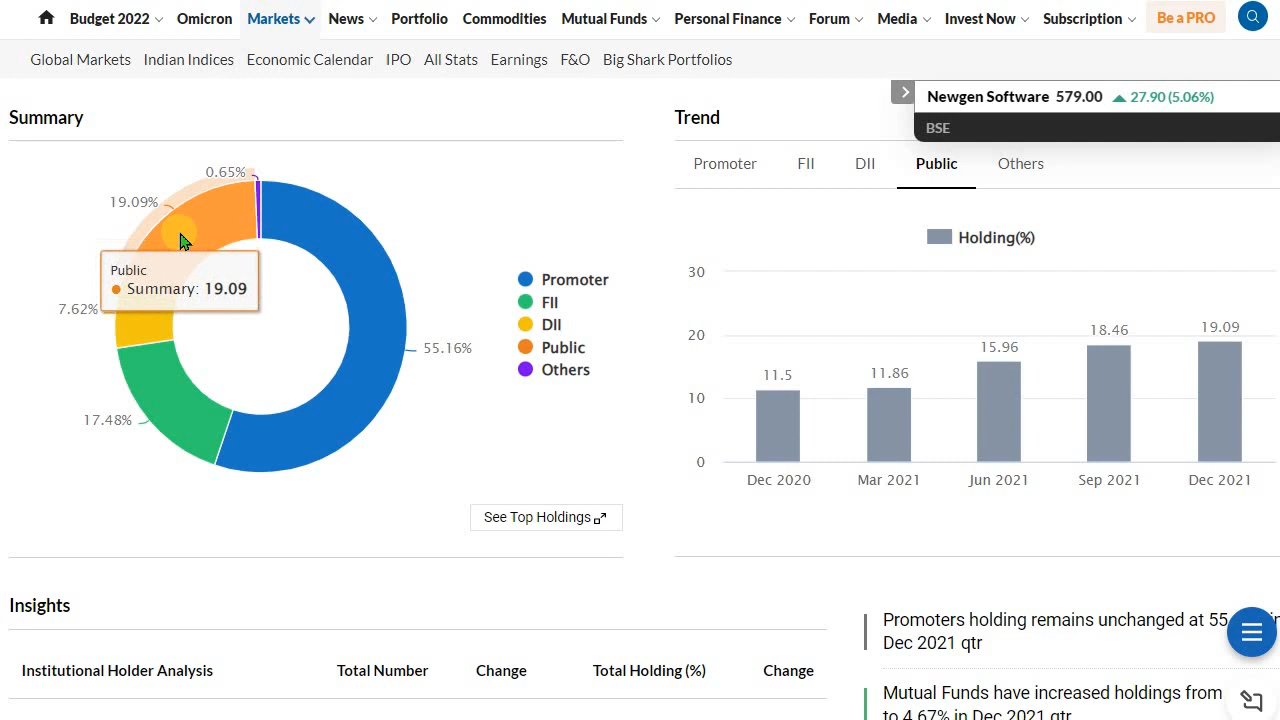 Budget 2022 Omicron Markets News Portfolio Commodities Mutual Funds Personal Finance Forum Media Invest Now Subscription Be a PRO
Global Markets Indian Indices Economic Calendar IPO All Stats Earnings F&O Big Shark Portfolios
Newgen Software 579.00 27.90 (5.06%)
BSE
Summary
0.65%
19.09%
Public
Summary: 19.09
7.62%
55.16%
17.48%
Promoter
FII
DII
Public
Others
See Top Holdings
Trend
Promoter FII DII Public Others
Holding(%)
30
20
10
0
11.5 11.86 15.96 18.46 19.09
Dec 2020 Mar 2021 Jun 2021 Sep 2021 Dec 2021
Insights
Institutional Holder Analysis Total Number Change Total Holding (%) Change
Promoters holding remains unchanged at 55
Dec 2021 qtr
Mutual Funds have increased holdings from
to 4.67% in Dec 2021 qtr